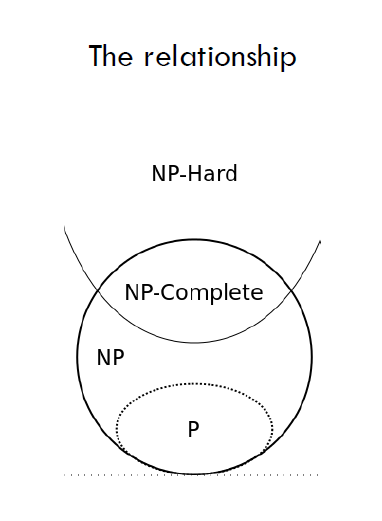 The relationship
NP-Hard
NP-Complete
NP
P